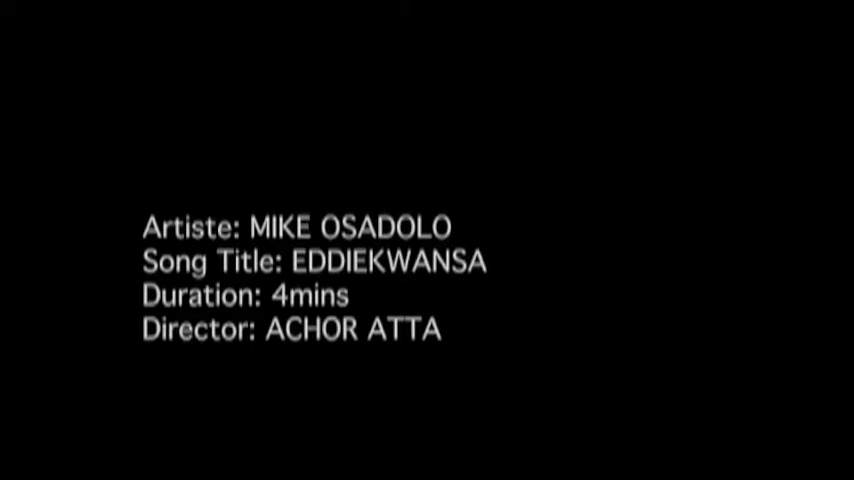 Artiste: MIKE OSADOLO
Song Title: EDDIEKWANSA
Duration: 4mins
Director: ACHOR ATTA